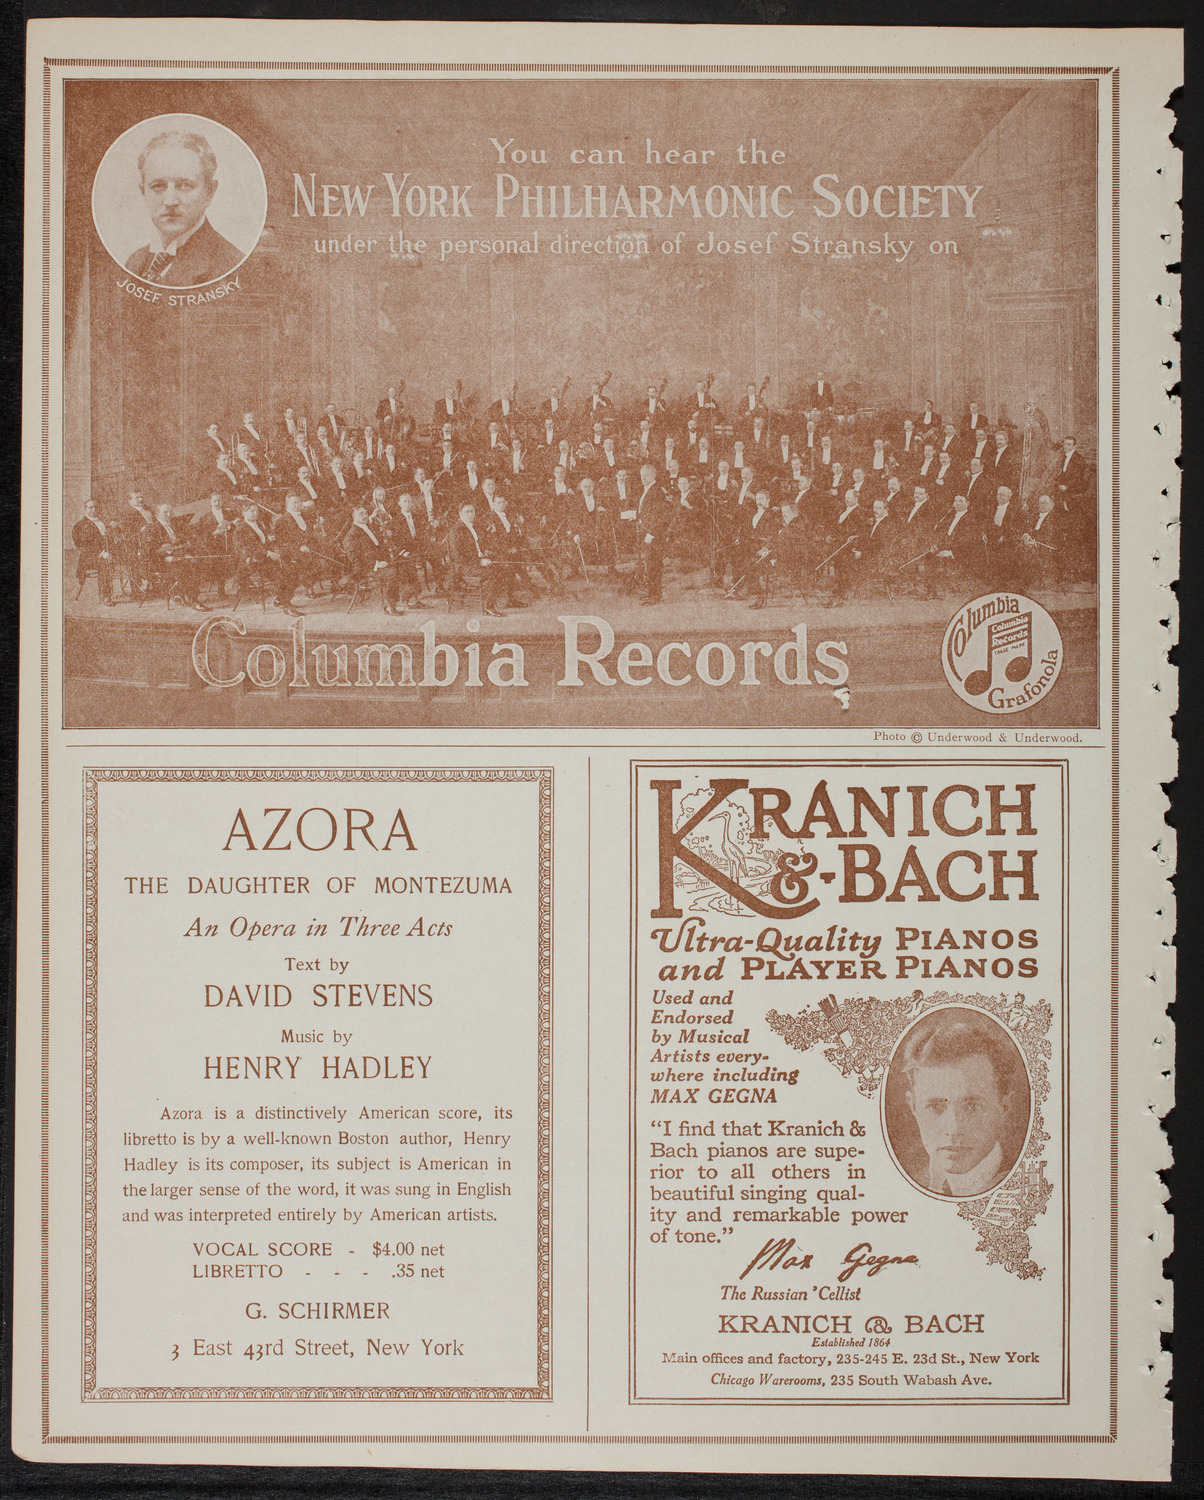 You can hear the
NEW YORK PHILHARMONIC SOCIETY
under the personal direction of Josef Stransky on
JOSEF STRANSKY
Columbia Records
Columbia
Columbia
Records
TRADE MARK
Grafonola
Photo © Underwood & Underwood.
AZORA
THE DAUGHTER OF MONTEZUMA
An Opera in Three Acts
Text by
DAVID STEVENS
Music by
HENRY HADLEY
Azora is a distinctively American score, its
libretto is by a well-known Boston author, Henry
Hadley is its composer, its subject is American in
the larger sense of the word, it was sung in English
and was interpreted entirely by American artists.
VOCAL SCORE - $4.00 net
LIBRETTO - - - .35 net
G. SCHIRMER
3 East 43rd Street, New York
KRANICH
&-BACH
Ultra-Quality PIANOS
and PLAYER PIANOS
Used and
Endorsed
by Musical
Artists every-
where including
MAX GEGNA
"I find that Kranich &
Bach pianos are supe-
rior to all others in
beautiful singing qual-
ity and remarkable power
of tone."
Max Gegna
The Russian 'Cellist
KRANICH & BACH
Established 1864
Main offices and factory, 235-245 E. 23d St., New York
Chicago Warerooms, 235 South Wabash Ave.